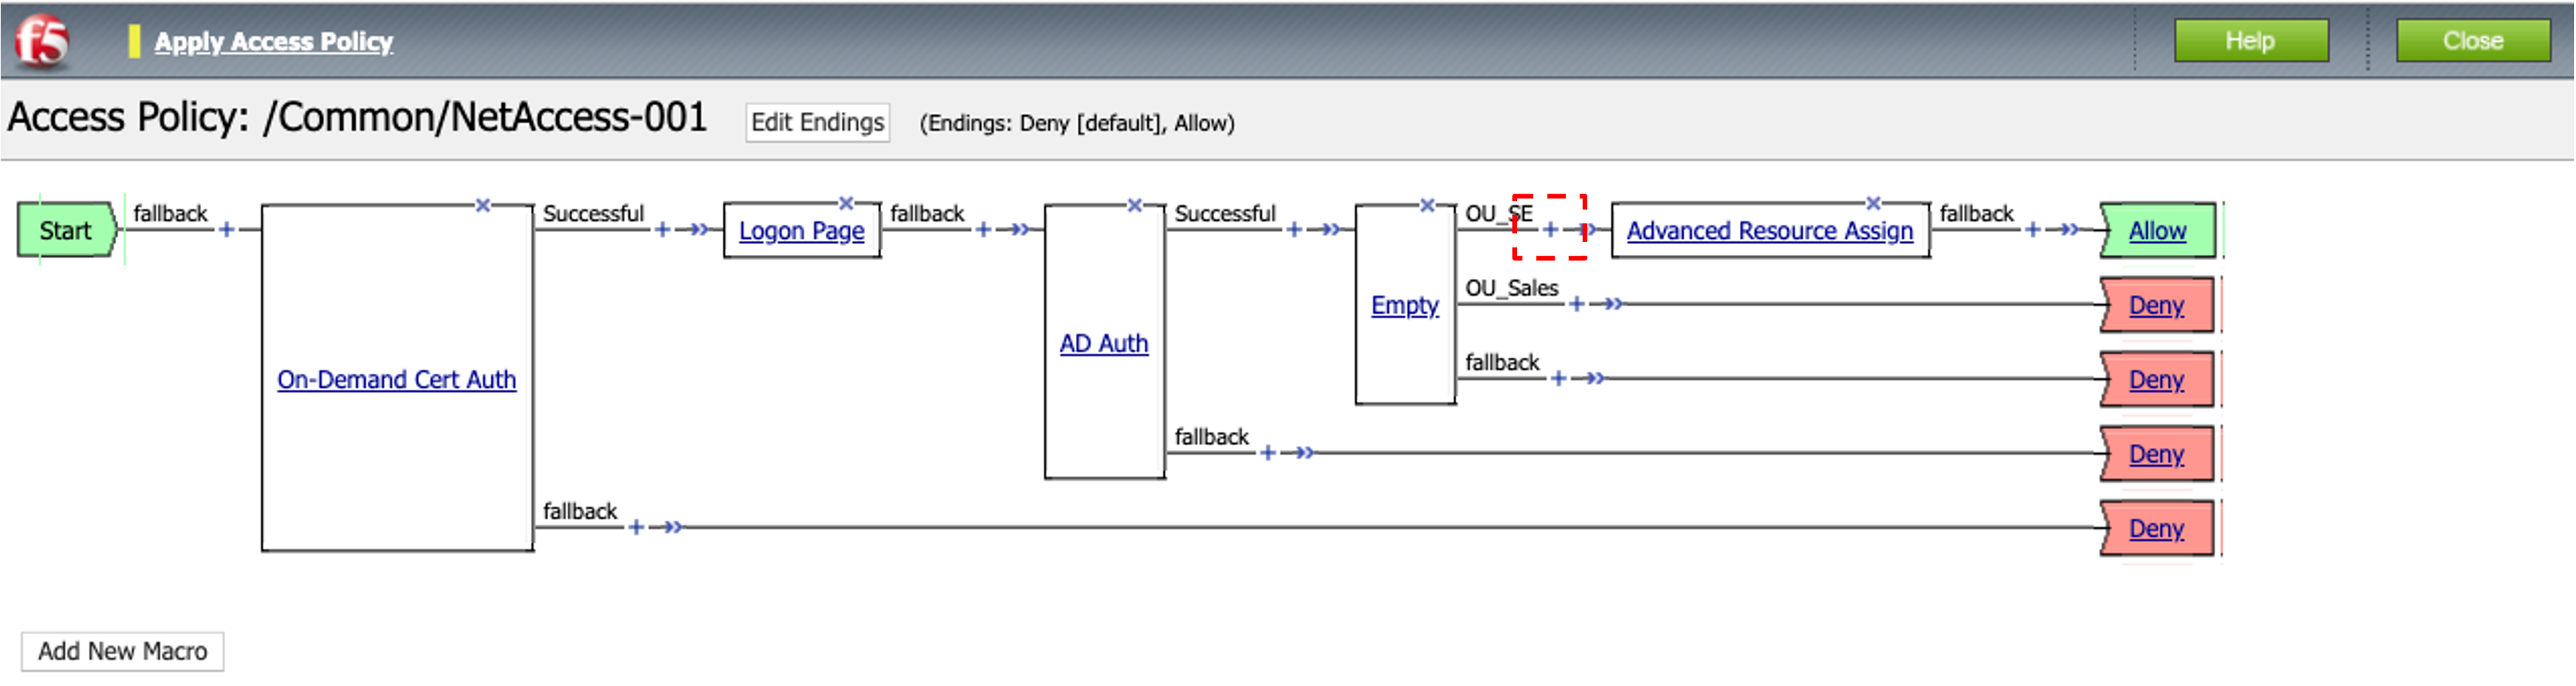 f5 Apply Access Policy Help Close
Access Policy: /Common/NetAccess-001 Edit Endings (Endings: Deny [default], Allow)
Start fallback + Successful + Logon Page fallback + Successful + OU_SE + Advanced Resource Assign fallback + Allow
OU_Sales +
Empty Deny
AD Auth
fallback +
On-Demand Cert Auth Deny
fallback + Deny
fallback + Deny
Add New Macro